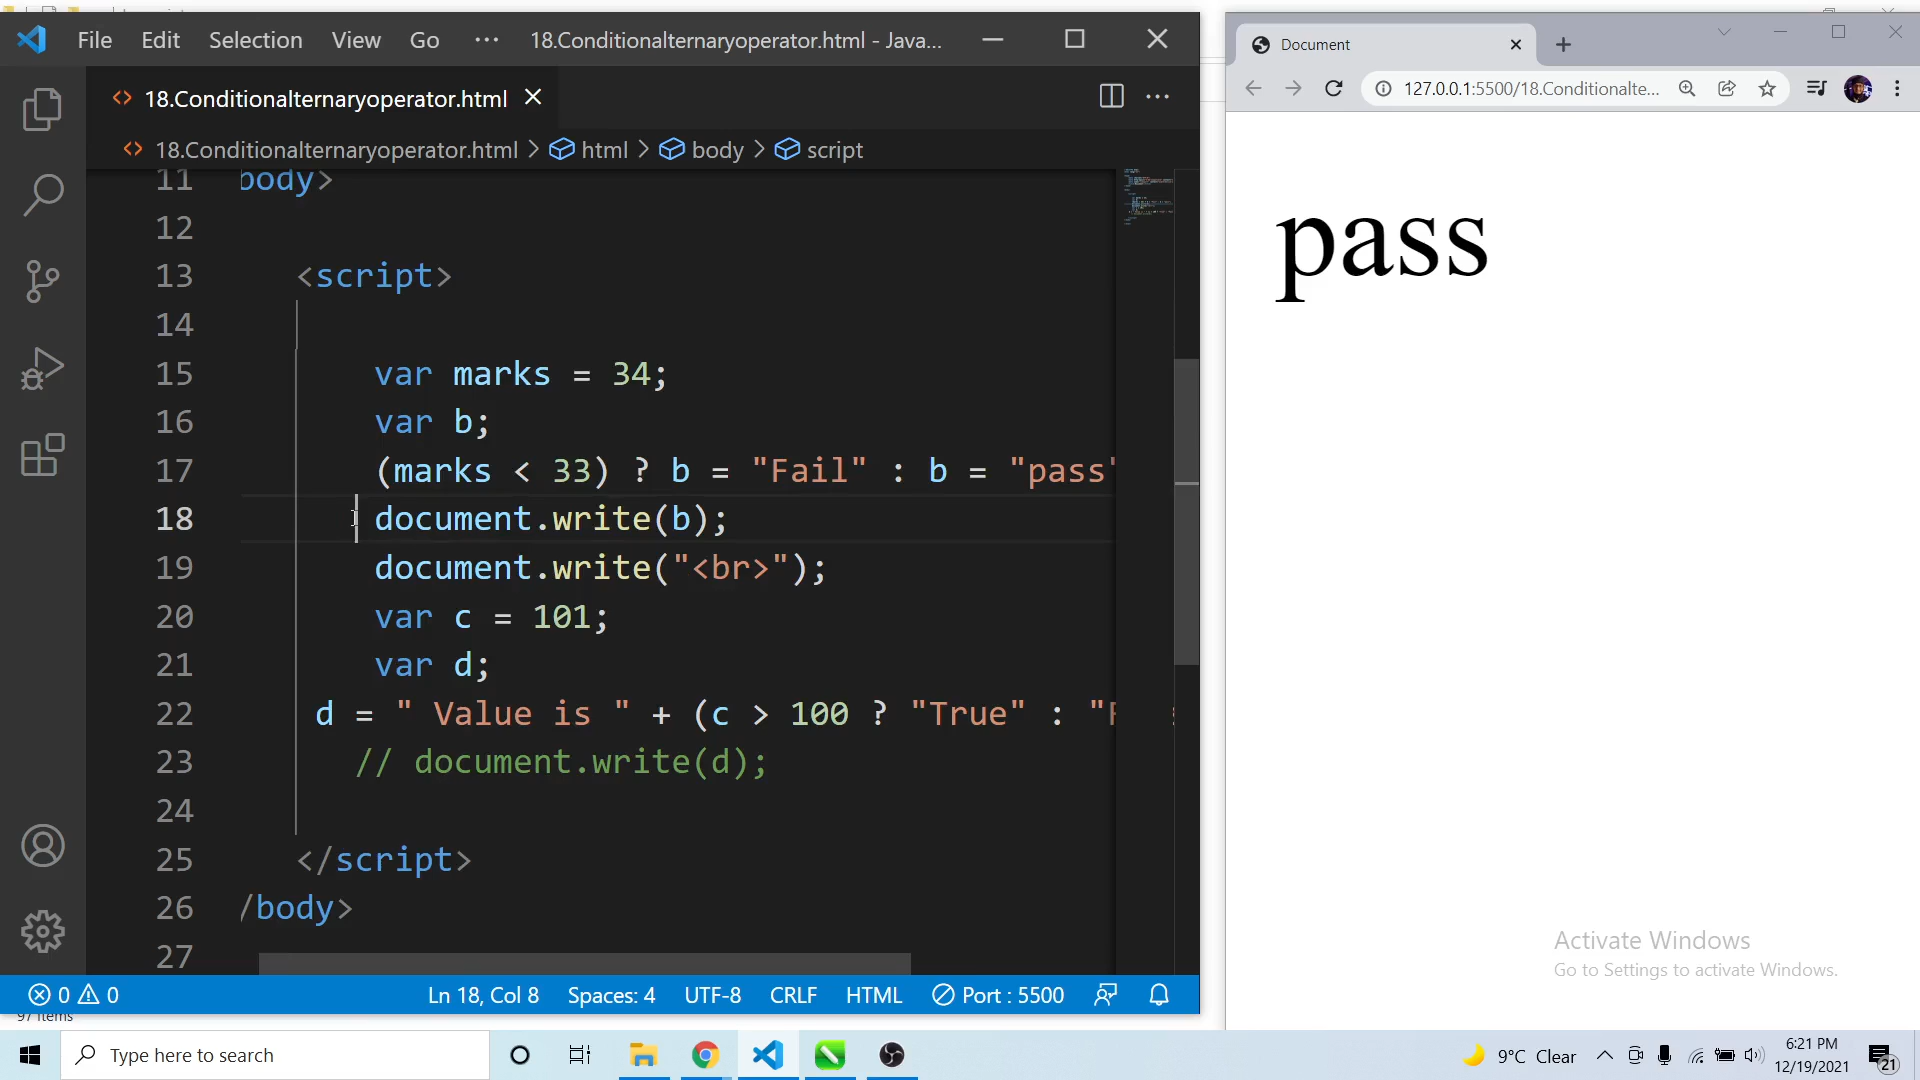 File Edit Selection View Go ··· 18.Conditionalternaryoperator.html - Java...
18.Conditionalternaryoperator.html
18.Conditionalternaryoperator.html > html > body > script
11 body>
12
13 <script>
14
15 var marks = 34;
16 var b;
17 (marks < 33) ? b = "Fail" : b = "pass"
18 document.write(b);
19 document.write("<br>");
20 var c = 101;
21 var d;
22 d = " Value is " + (c > 100 ? "True" : "F
23 // document.write(d);
24
25 </script>
26 /body>
27
0 0 Ln 18, Col 8 Spaces: 4 UTF-8 CRLF HTML Port : 5500
97 items
Document
127.0.0.1:5500/18.Conditionalte...
pass
Activate Windows
Go to Settings to activate Windows.
Type here to search
9°C Clear
6:21 PM
12/19/2021
21